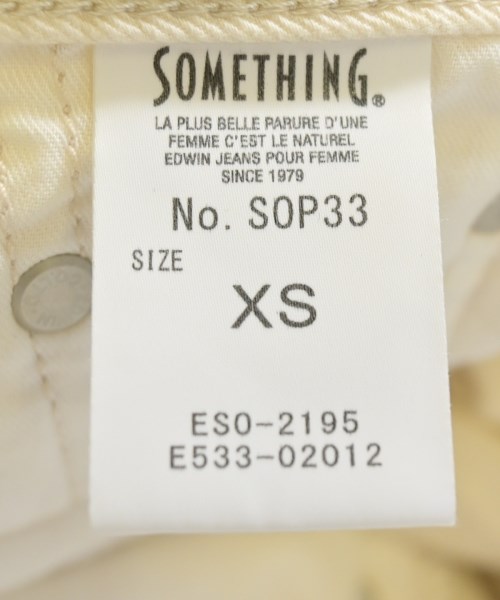 SOMETHING®
LA PLUS BELLE PARURE D'UNE
FEMME C'EST LE NATUREL
EDWIN JEANS POUR FEMME
SINCE 1979
No. SOP33
SIZE
XS
ESO-2195
E533-02012